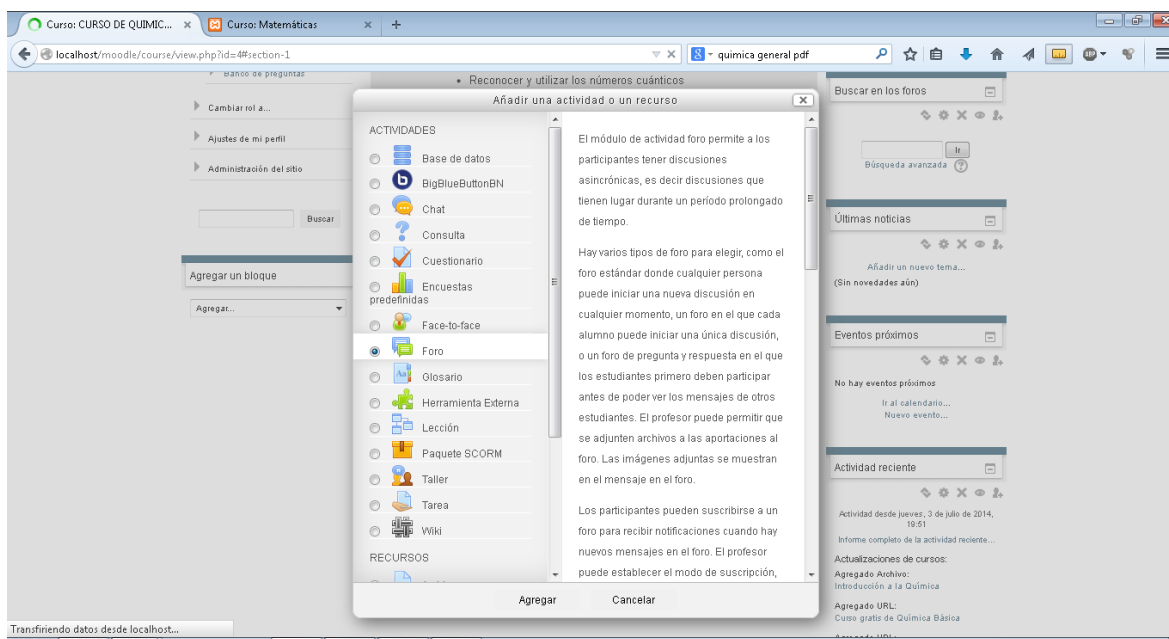 Curso: CURSO DE QUIMIC...
Curso: Matemáticas
localhost/moodle/course/view.php?id=4#section-1
quimica general pdf
Banco de preguntas
Cambiar rol a...
Ajustes de mi perfil
Administración del sitio
Buscar
Agregar un bloque
Agregar...
Reconocer y utilizar los números cuánticos
Añadir una actividad o un recurso
ACTIVIDADES
Base de datos
BigBlueButtonBN
Chat
Consulta
Cuestionario
Encuestas
predefinidas
Face-to-face
Foro
Glosario
Herramienta Externa
Lección
Paquete SCORM
Taller
Tarea
Wiki
RECURSOS
El módulo de actividad foro permite a los
participantes tener discusiones
asincrónicas, es decir discusiones que
tienen lugar durante un período prolongado
de tiempo.
Hay varios tipos de foro para elegir, como el
foro estándar donde cualquier persona
puede iniciar una nueva discusión en
cualquier momento, un foro en el que cada
alumno puede iniciar una única discusión,
o un foro de pregunta y respuesta en el que
los estudiantes primero deben participar
antes de poder ver los mensajes de otros
estudiantes. El profesor puede permitir que
se adjunten archivos a las aportaciones al
foro. Las imágenes adjuntas se muestran
en el mensaje en el foro.
Los participantes pueden suscribirse a un
foro para recibir notificaciones cuando hay
nuevos mensajes en el foro. El profesor
puede establecer el modo de suscripción,
Agregar
Cancelar
Buscar en los foros
Ir
Búsqueda avanzada
Últimas noticias
Añadir un nuevo tema...
(Sin novedades aún)
Eventos próximos
No hay eventos próximos
Ir al calendario...
Nuevo evento...
Actividad reciente
Actividad desde jueves, 3 de julio de 2014,
19:51
Informe completo de la actividad reciente...
Actualizaciones de cursos:
Agregado Archivo:
Introducción a la Química
Agregado URL:
Curso gratis de Química Básica
Agregado URL:
Transfiriendo datos desde localhost...